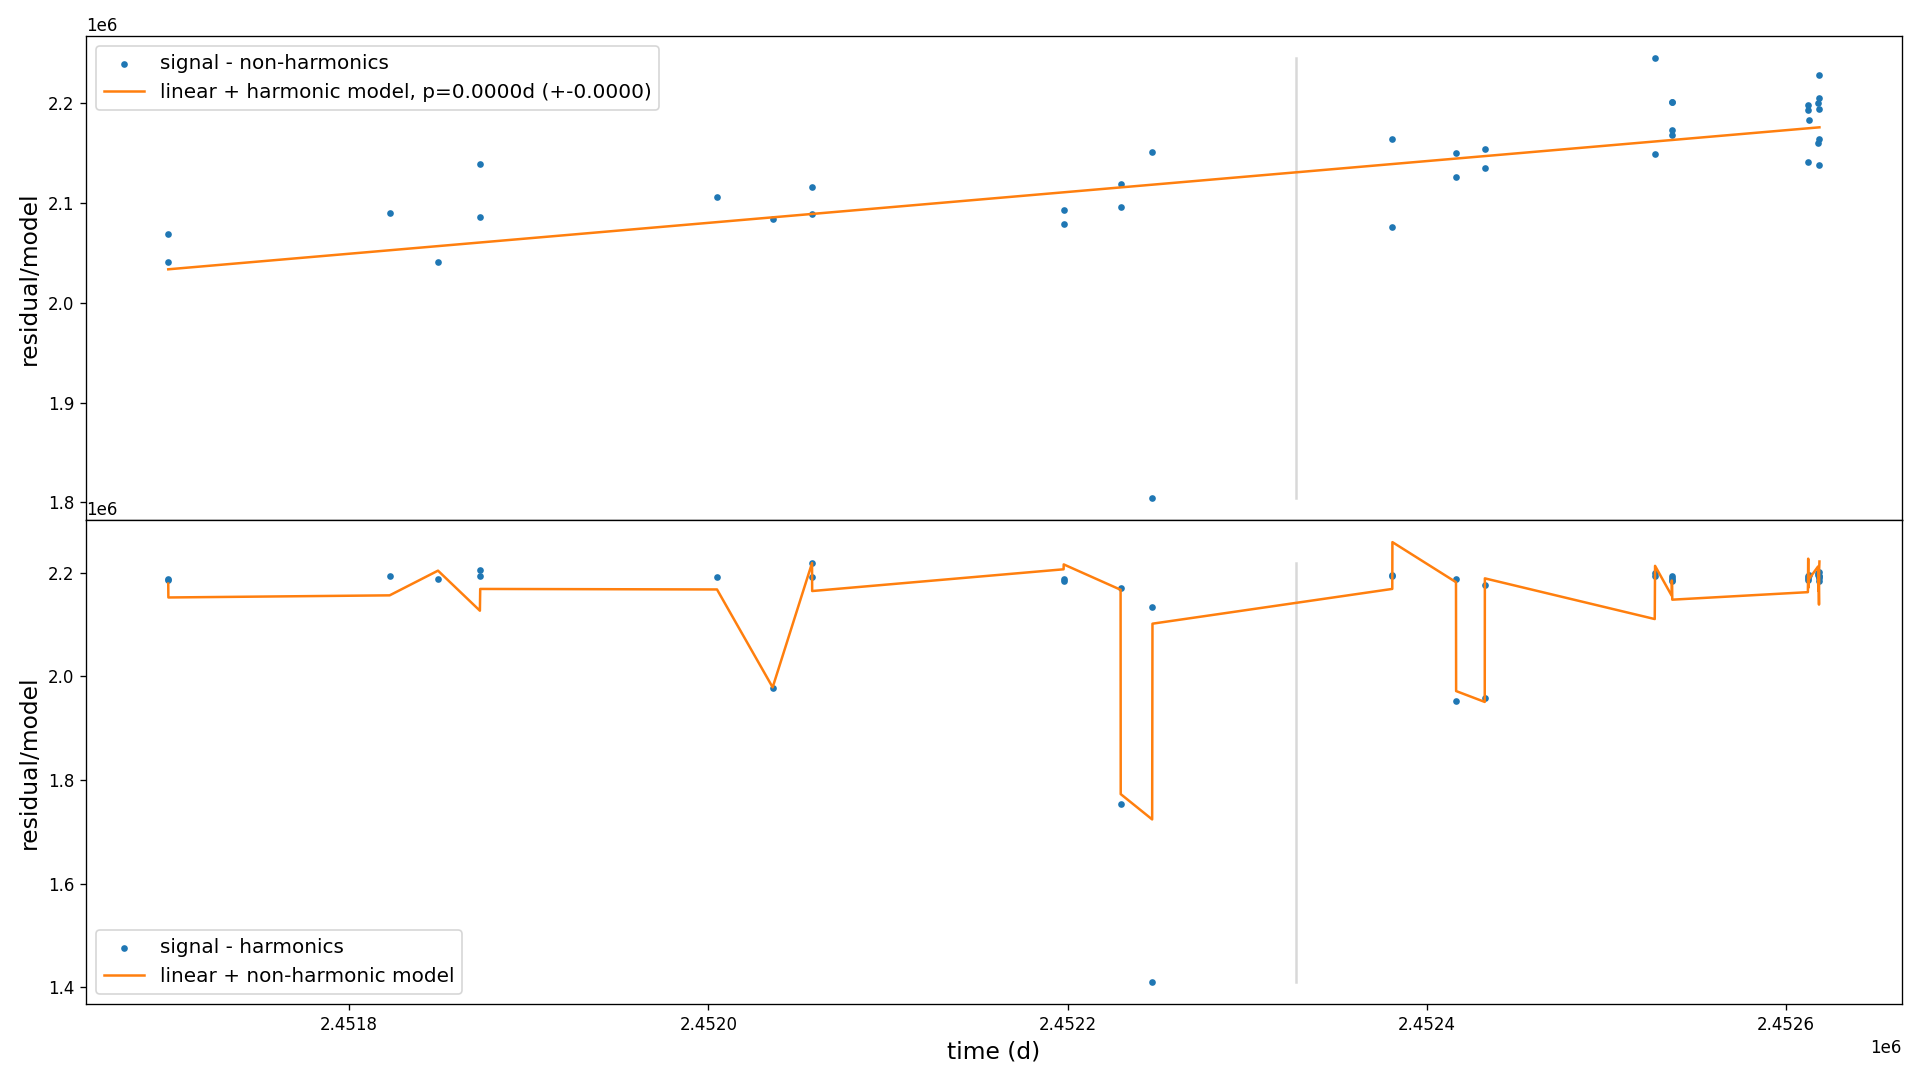 1e6
signal - non-harmonics
linear + harmonic model, p=0.0000d (+-0.0000)
2.2
2.1
2.0
1.9
1.8
residual/model
1e6
2.2
2.0
1.8
1.6
1.4
residual/model
signal - harmonics
linear + non-harmonic model
2.4518
2.4520
2.4522
2.4524
2.4526
time (d)
1e6